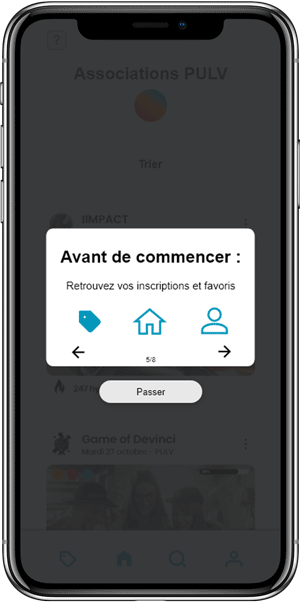 ?
Associations PULV
Trier
IIMPACT
Avant de commencer :
Retrouvez vos inscriptions et favoris
5/8
247 hy
Passer
Game of Devinci
Mardi 27 octobre - PULV